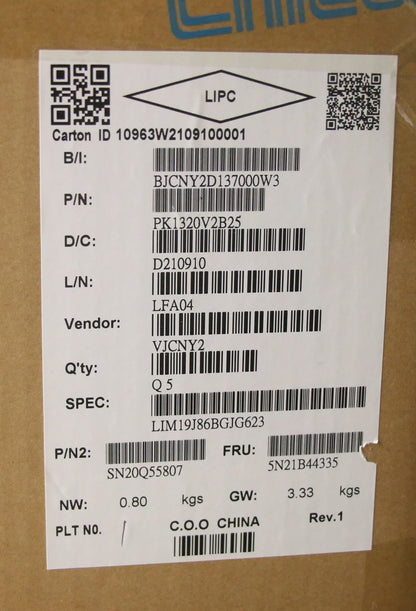 LIPC
Carton ID 10963W2109100001
B/I:
BJCNY2D137000W3
P/N:
PK1320V2B25
D/C:
D210910
L/N:
LFA04
Vendor:
VJCNY2
Q'ty:
Q 5
SPEC:
LIM19J86BGJG623
P/N2: FRU:
SN20Q55807 5N21B44335
NW: 0.80 kgs GW: 3.33 kgs
PLT N0. C.O.O CHINA Rev.1